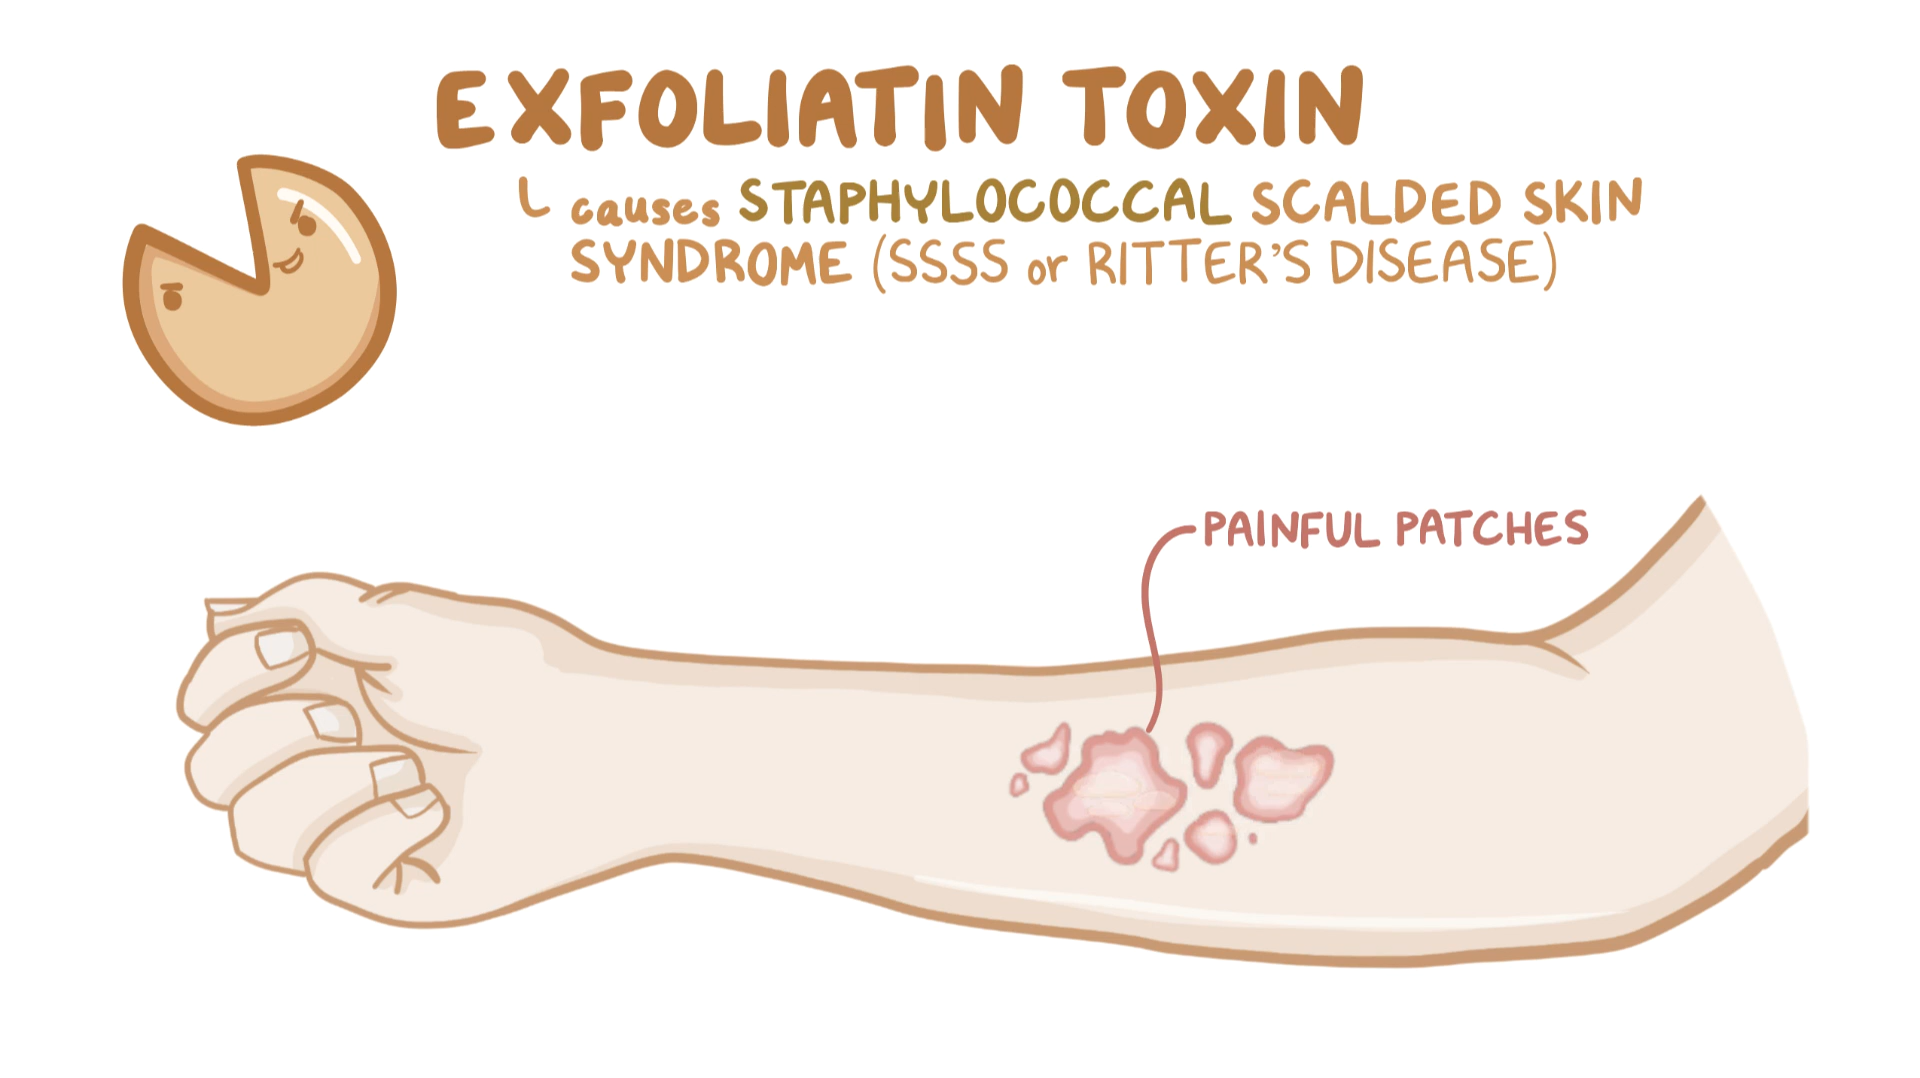 EXFOLIATIN TOXIN
causes STAPHYLOCOCCAL SCALDED SKIN
SYNDROME (SSSS or RITTER'S DISEASE)
PAINFUL PATCHES